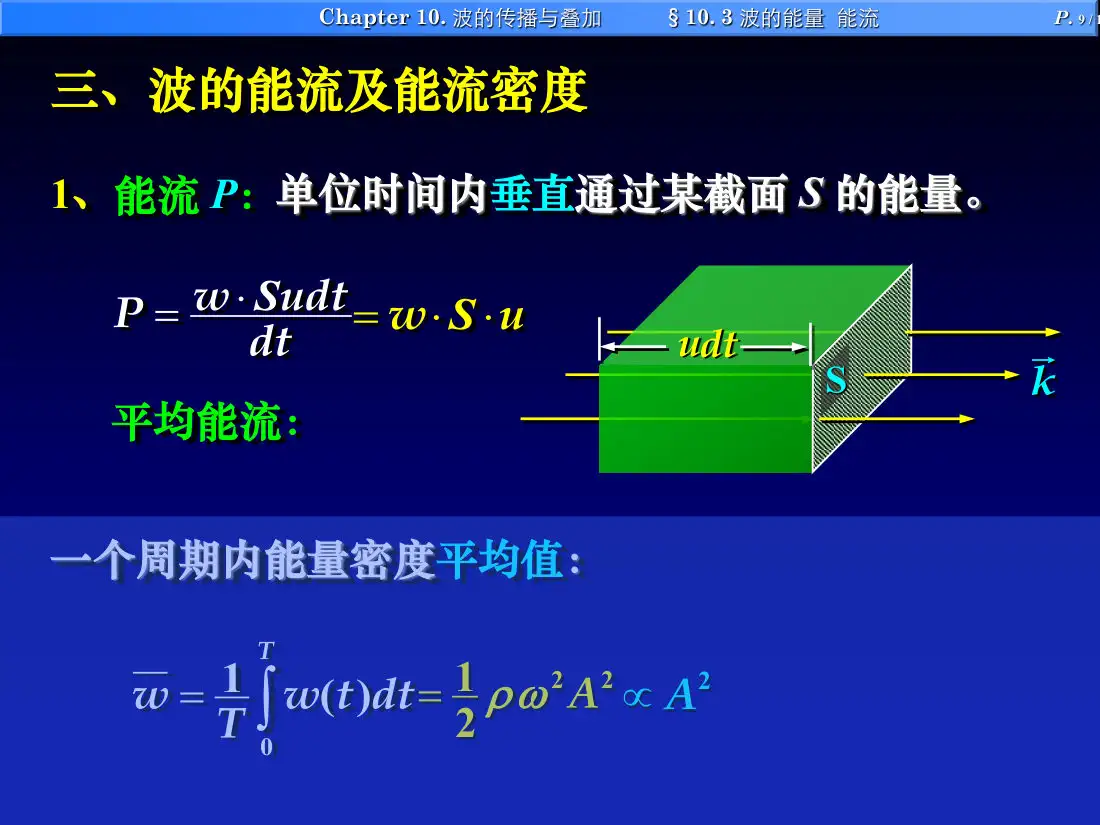 Chapter 10. 波的传播与叠加 §10. 3 波的能量 能流 P. 9 /
三、波的能流及能流密度
1、能流 P：单位时间内垂直通过某截面 S 的能量。
P = w · Sudt / dt = w · S · u
udt
S
k⃗
平均能流：
一个周期内能量密度平均值：
w̅ = 1/T ∫₀ᵀ w(t)dt = 1/2 ρω²A² ∝ A²